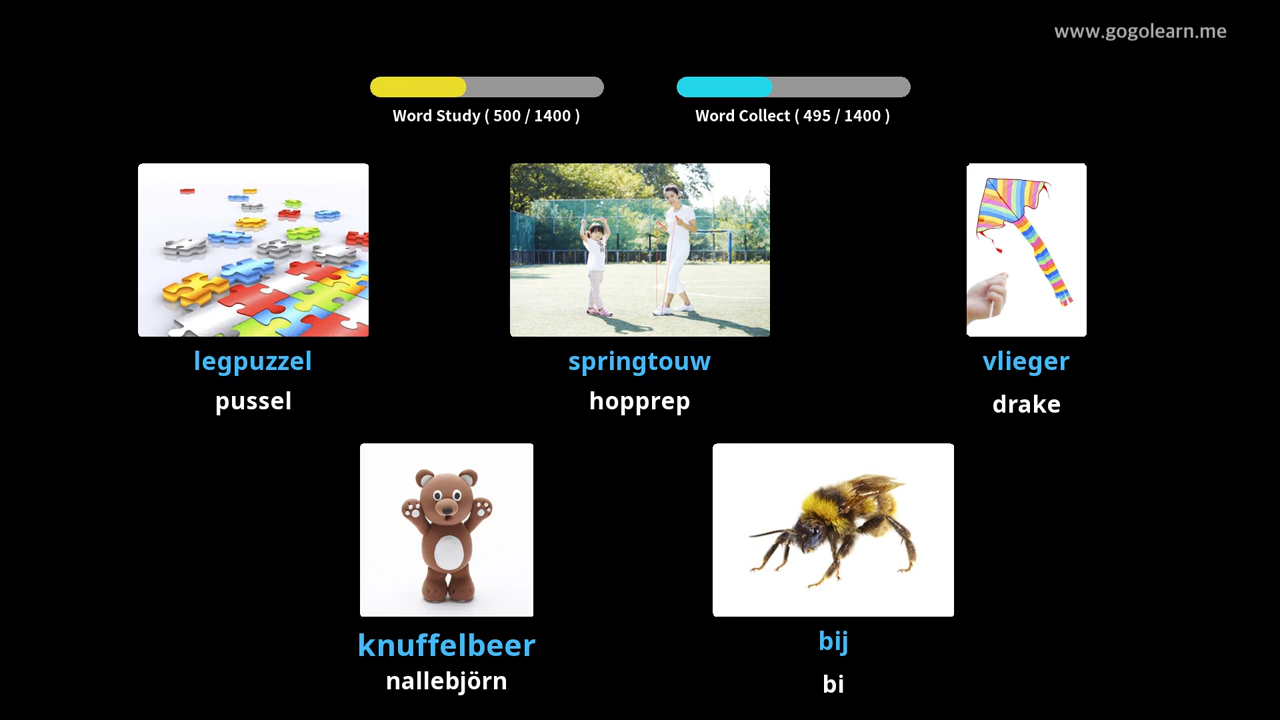 www.gogolearn.me
Word Study ( 500 / 1400 )
Word Collect ( 495 / 1400 )
legpuzzel
pussel
springtouw
hopprep
vlieger
drake
knuffelbeer
nallebjörn
bij
bi